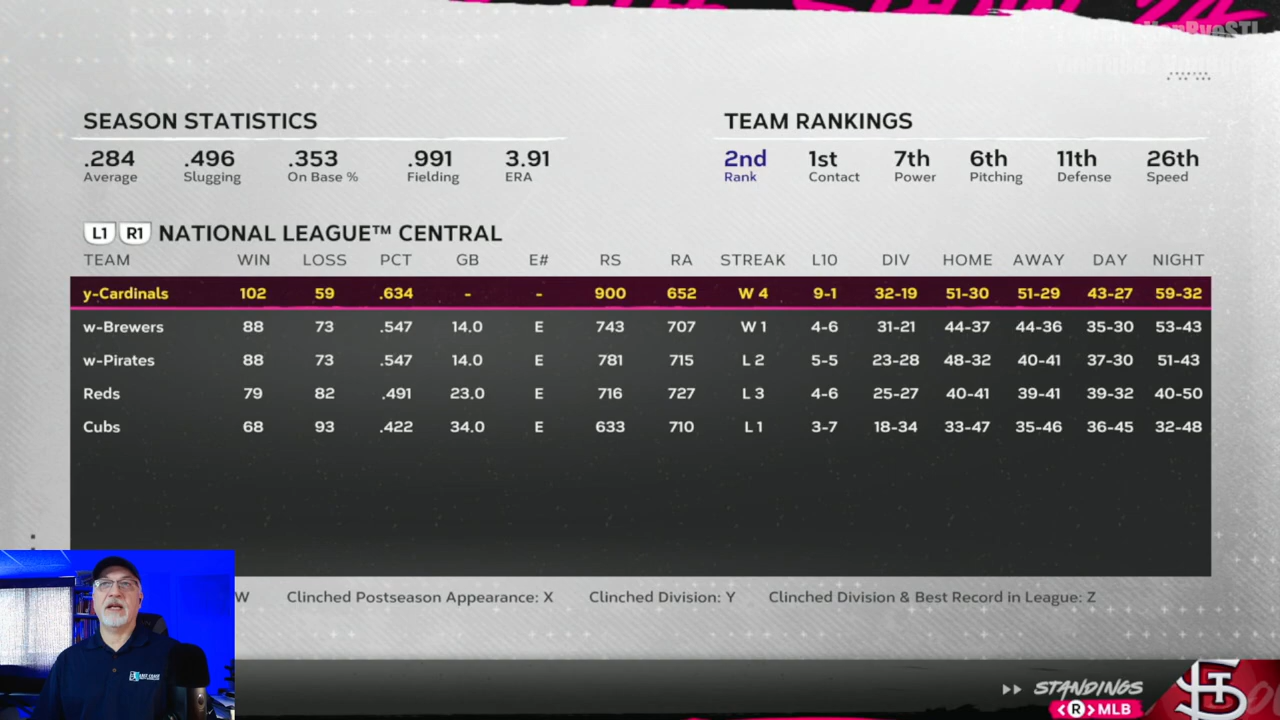 SEASON STATISTICS
.284 .496 .353 .991 3.91
Average Slugging On Base % Fielding ERA
TEAM RANKINGS
2nd 1st 7th 6th 11th 26th
Rank Contact Power Pitching Defense Speed
L1 R1 NATIONAL LEAGUE™ CENTRAL
TEAM WIN LOSS PCT GB E# RS RA STREAK L10 DIV HOME AWAY DAY NIGHT
y-Cardinals 102 59 .634 - - 900 652 W 4 9-1 32-19 51-30 51-29 43-27 59-32
w-Brewers 88 73 .547 14.0 E 743 707 W 1 4-6 31-21 44-37 44-36 35-30 53-43
w-Pirates 88 73 .547 14.0 E 781 715 L 2 5-5 23-28 48-32 40-41 37-30 51-43
Reds 79 82 .491 23.0 E 716 727 L 3 4-6 25-27 40-41 39-41 39-32 40-50
Cubs 68 93 .422 34.0 E 633 710 L 1 3-7 18-34 33-47 35-46 36-45 32-48
W Clinched Postseason Appearance: X Clinched Division: Y Clinched Division & Best Record in League: Z
STANDINGS
R MLB
STL